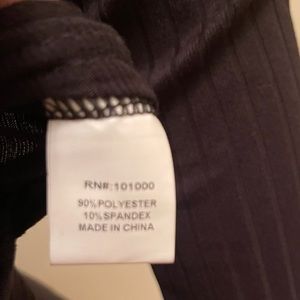 RN#:101000
90%POLYESTER
10%SPANDEX
MADE IN CHINA